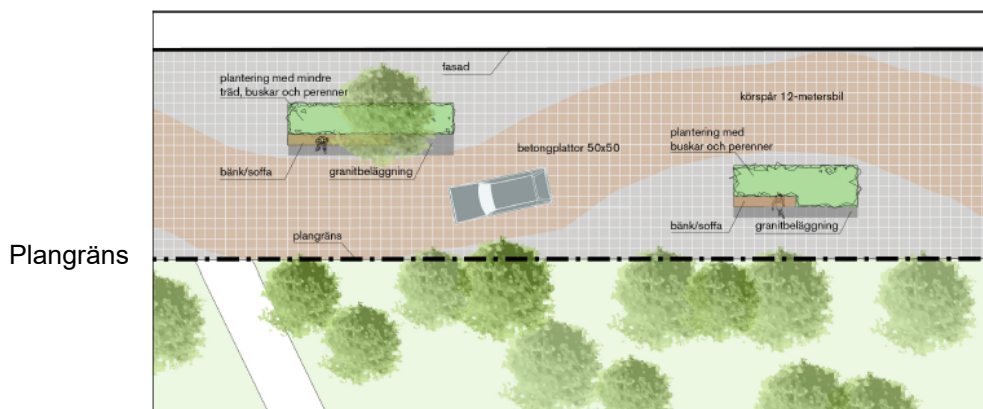 fasad
plantering med mindre
träd, buskar och perenner
körspår 12-metersbil
plantering med
buskar och perenner
betongplattor 50x50
bänk/soffa
granitbeläggning
bänk/soffa
granitbeläggning
plangräns
Plangräns